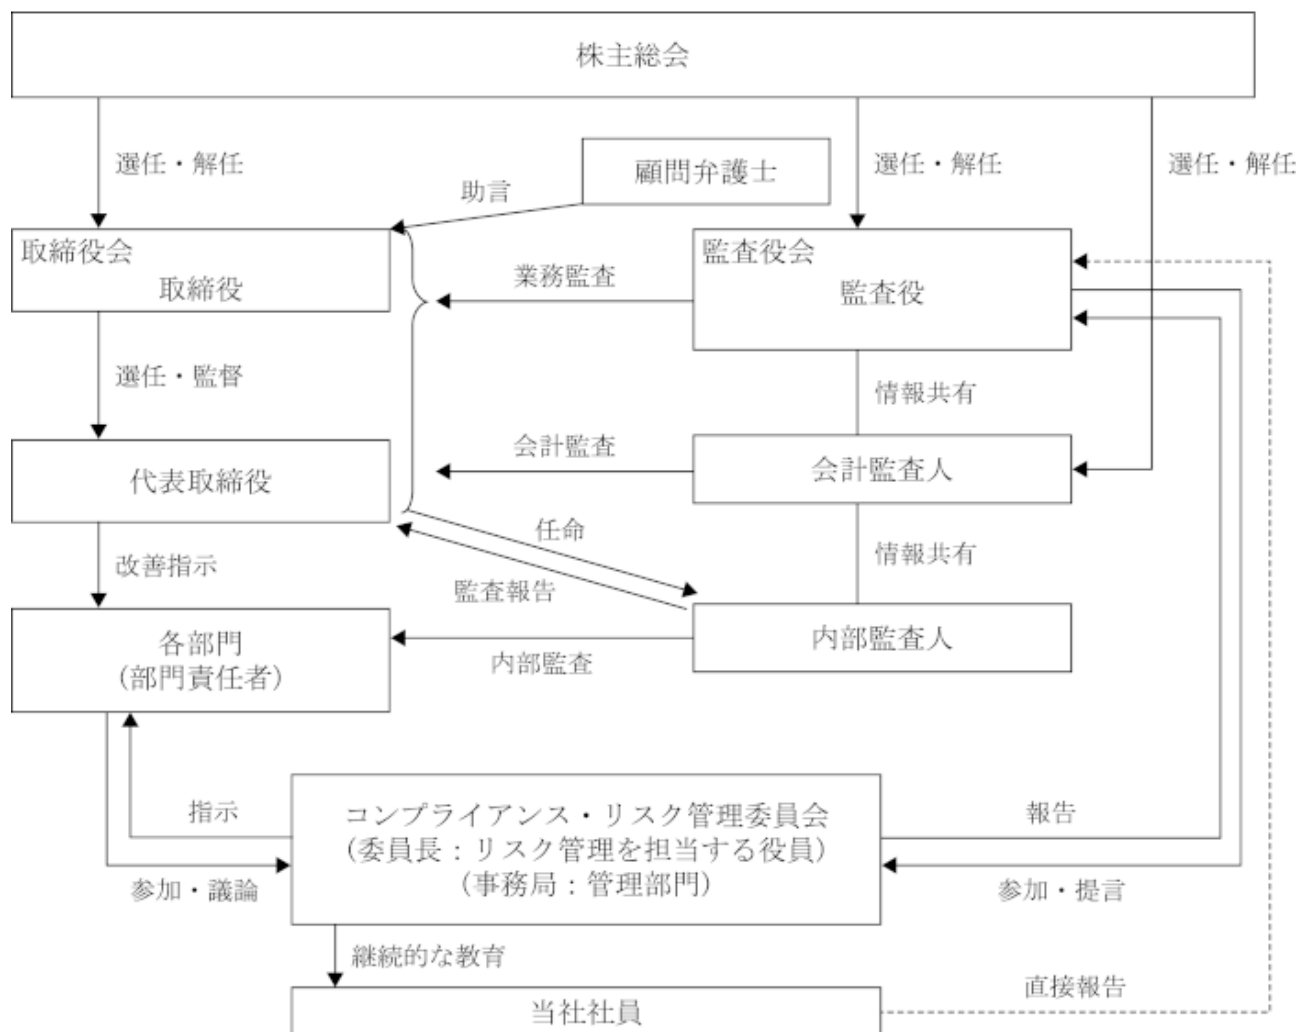 株主総会
選任・解任
選任・解任
選任・解任
顧問弁護士
助言
取締役会
取締役
業務監査
監査役会
監査役
選任・監督
情報共有
代表取締役
会計監査
会計監査人
任命
改善指示
監査報告
情報共有
各部門
(部門責任者)
内部監査
内部監査人
指示
コンプライアンス・リスク管理委員会
(委員長：リスク管理を担当する役員)
(事務局：管理部門)
報告
参加・議論
参加・提言
継続的な教育
直接報告
当社社員